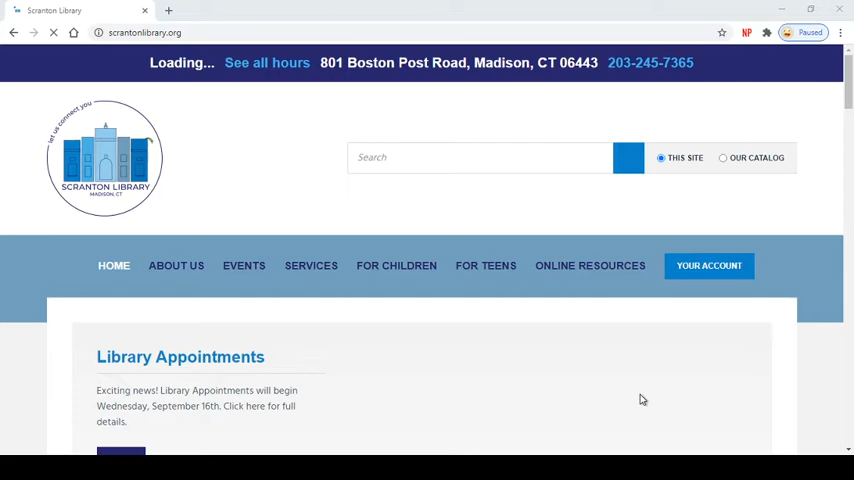 Scranton Library
scrantonlibrary.org
NP
Paused
Loading... See all hours 801 Boston Post Road, Madison, CT 06443 203-245-7365
let us connect you
SCRANTON LIBRARY
MADISON, CT
Search
THIS SITE
OUR CATALOG
HOME ABOUT US EVENTS SERVICES FOR CHILDREN FOR TEENS ONLINE RESOURCES YOUR ACCOUNT
Library Appointments
Exciting news! Library Appointments will begin
Wednesday, September 16th. Click here for full
details.